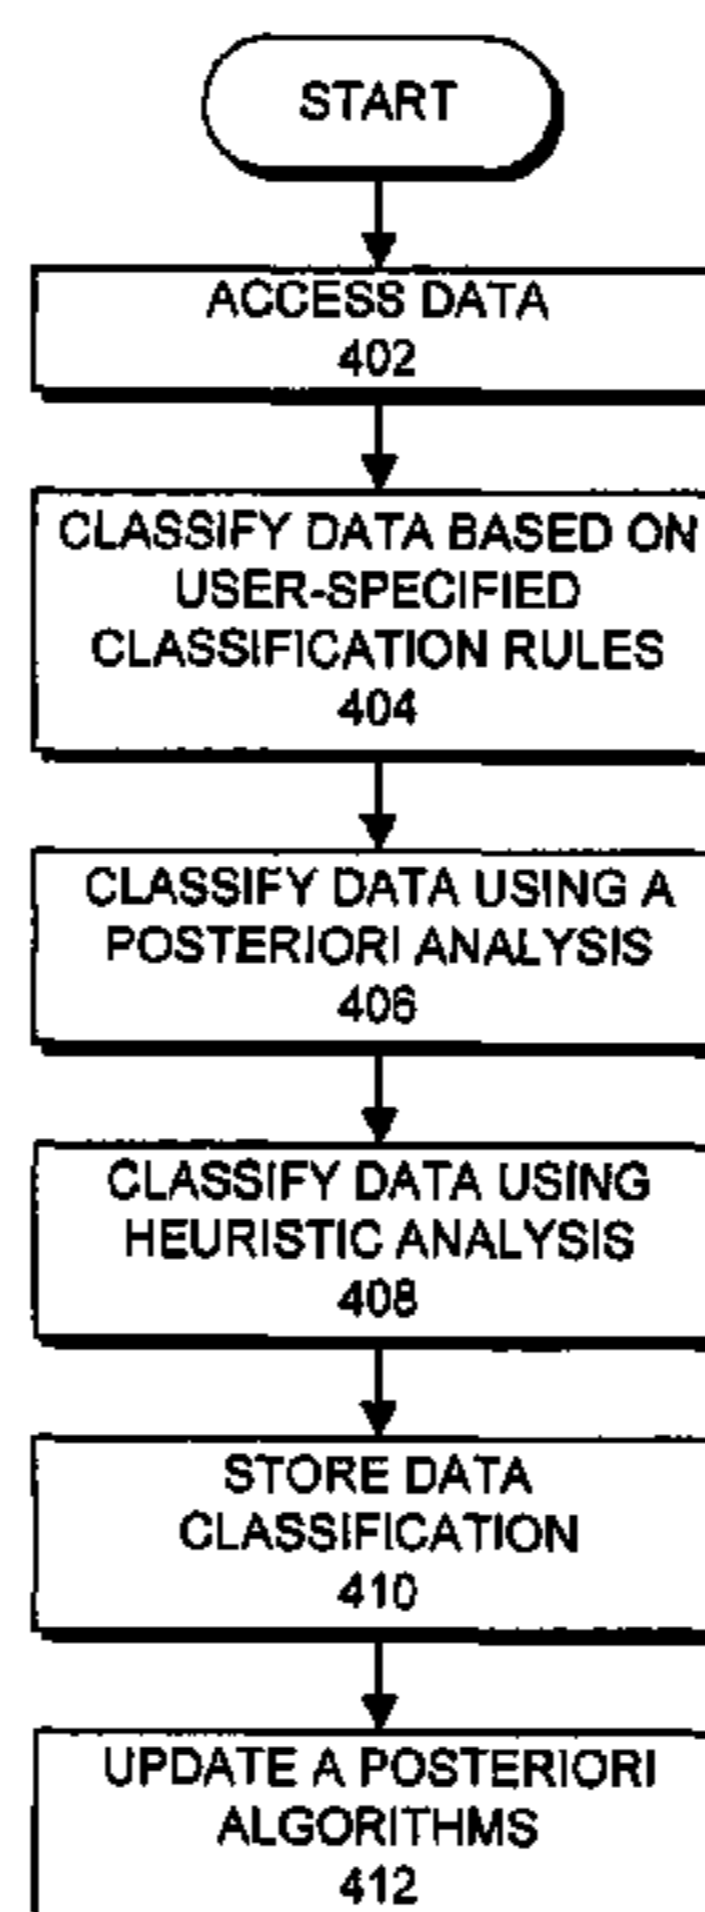 START
ACCESS DATA
402
CLASSIFY DATA BASED ON
USER-SPECIFIED
CLASSIFICATION RULES
404
CLASSIFY DATA USING A
POSTERIORI ANALYSIS
406
CLASSIFY DATA USING
HEURISTIC ANALYSIS
408
STORE DATA
CLASSIFICATION
410
UPDATE A POSTERIORI
ALGORITHMS
412